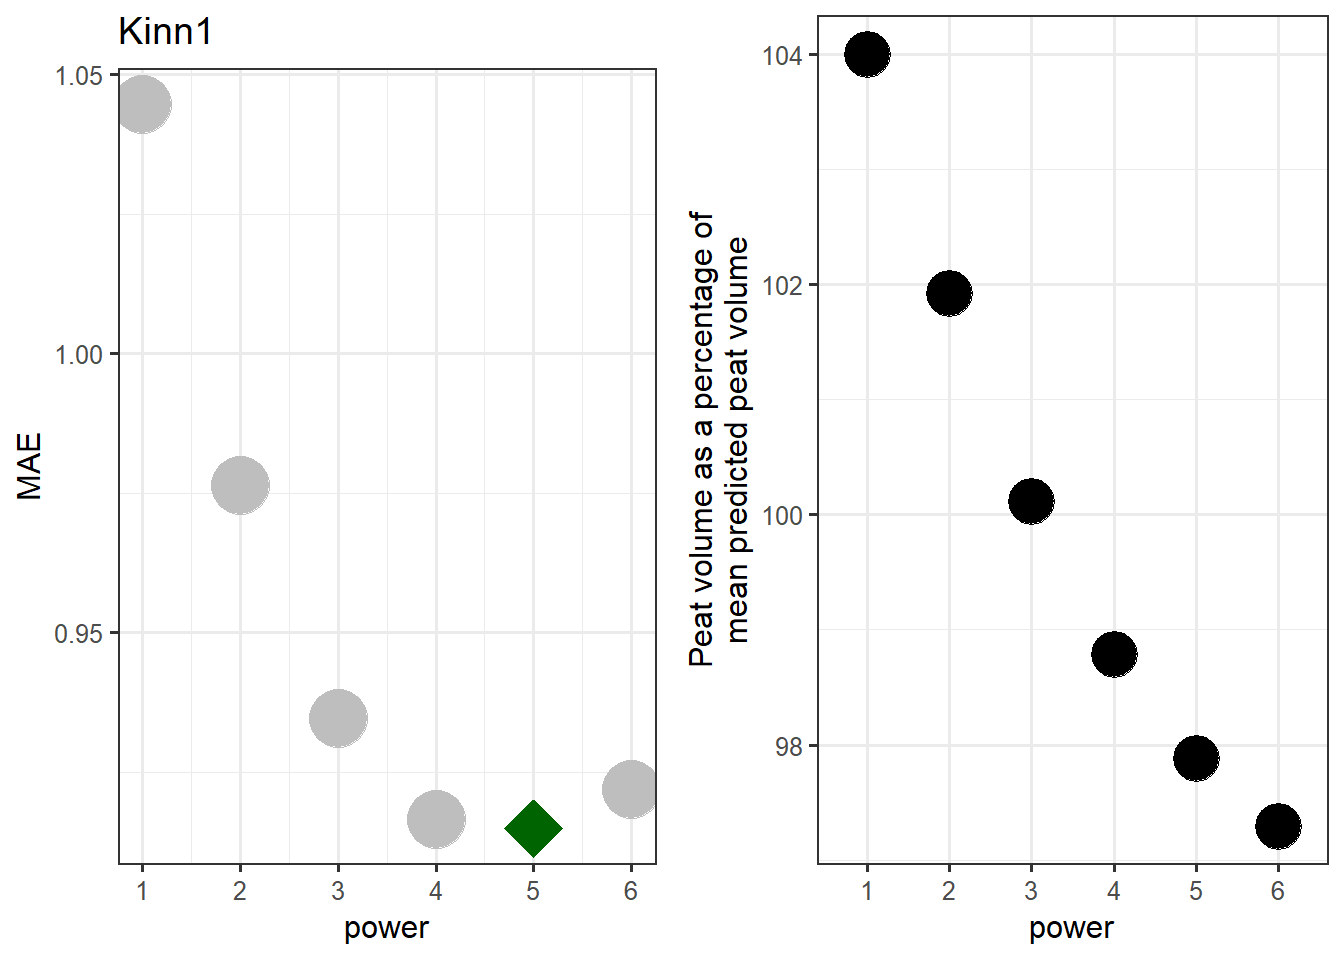 Kinn1
MAE
1.05
1.00
0.95
1 2 3 4 5 6
power
Peat volume as a percentage of
mean predicted peat volume
104
102
100
98
1 2 3 4 5 6
power